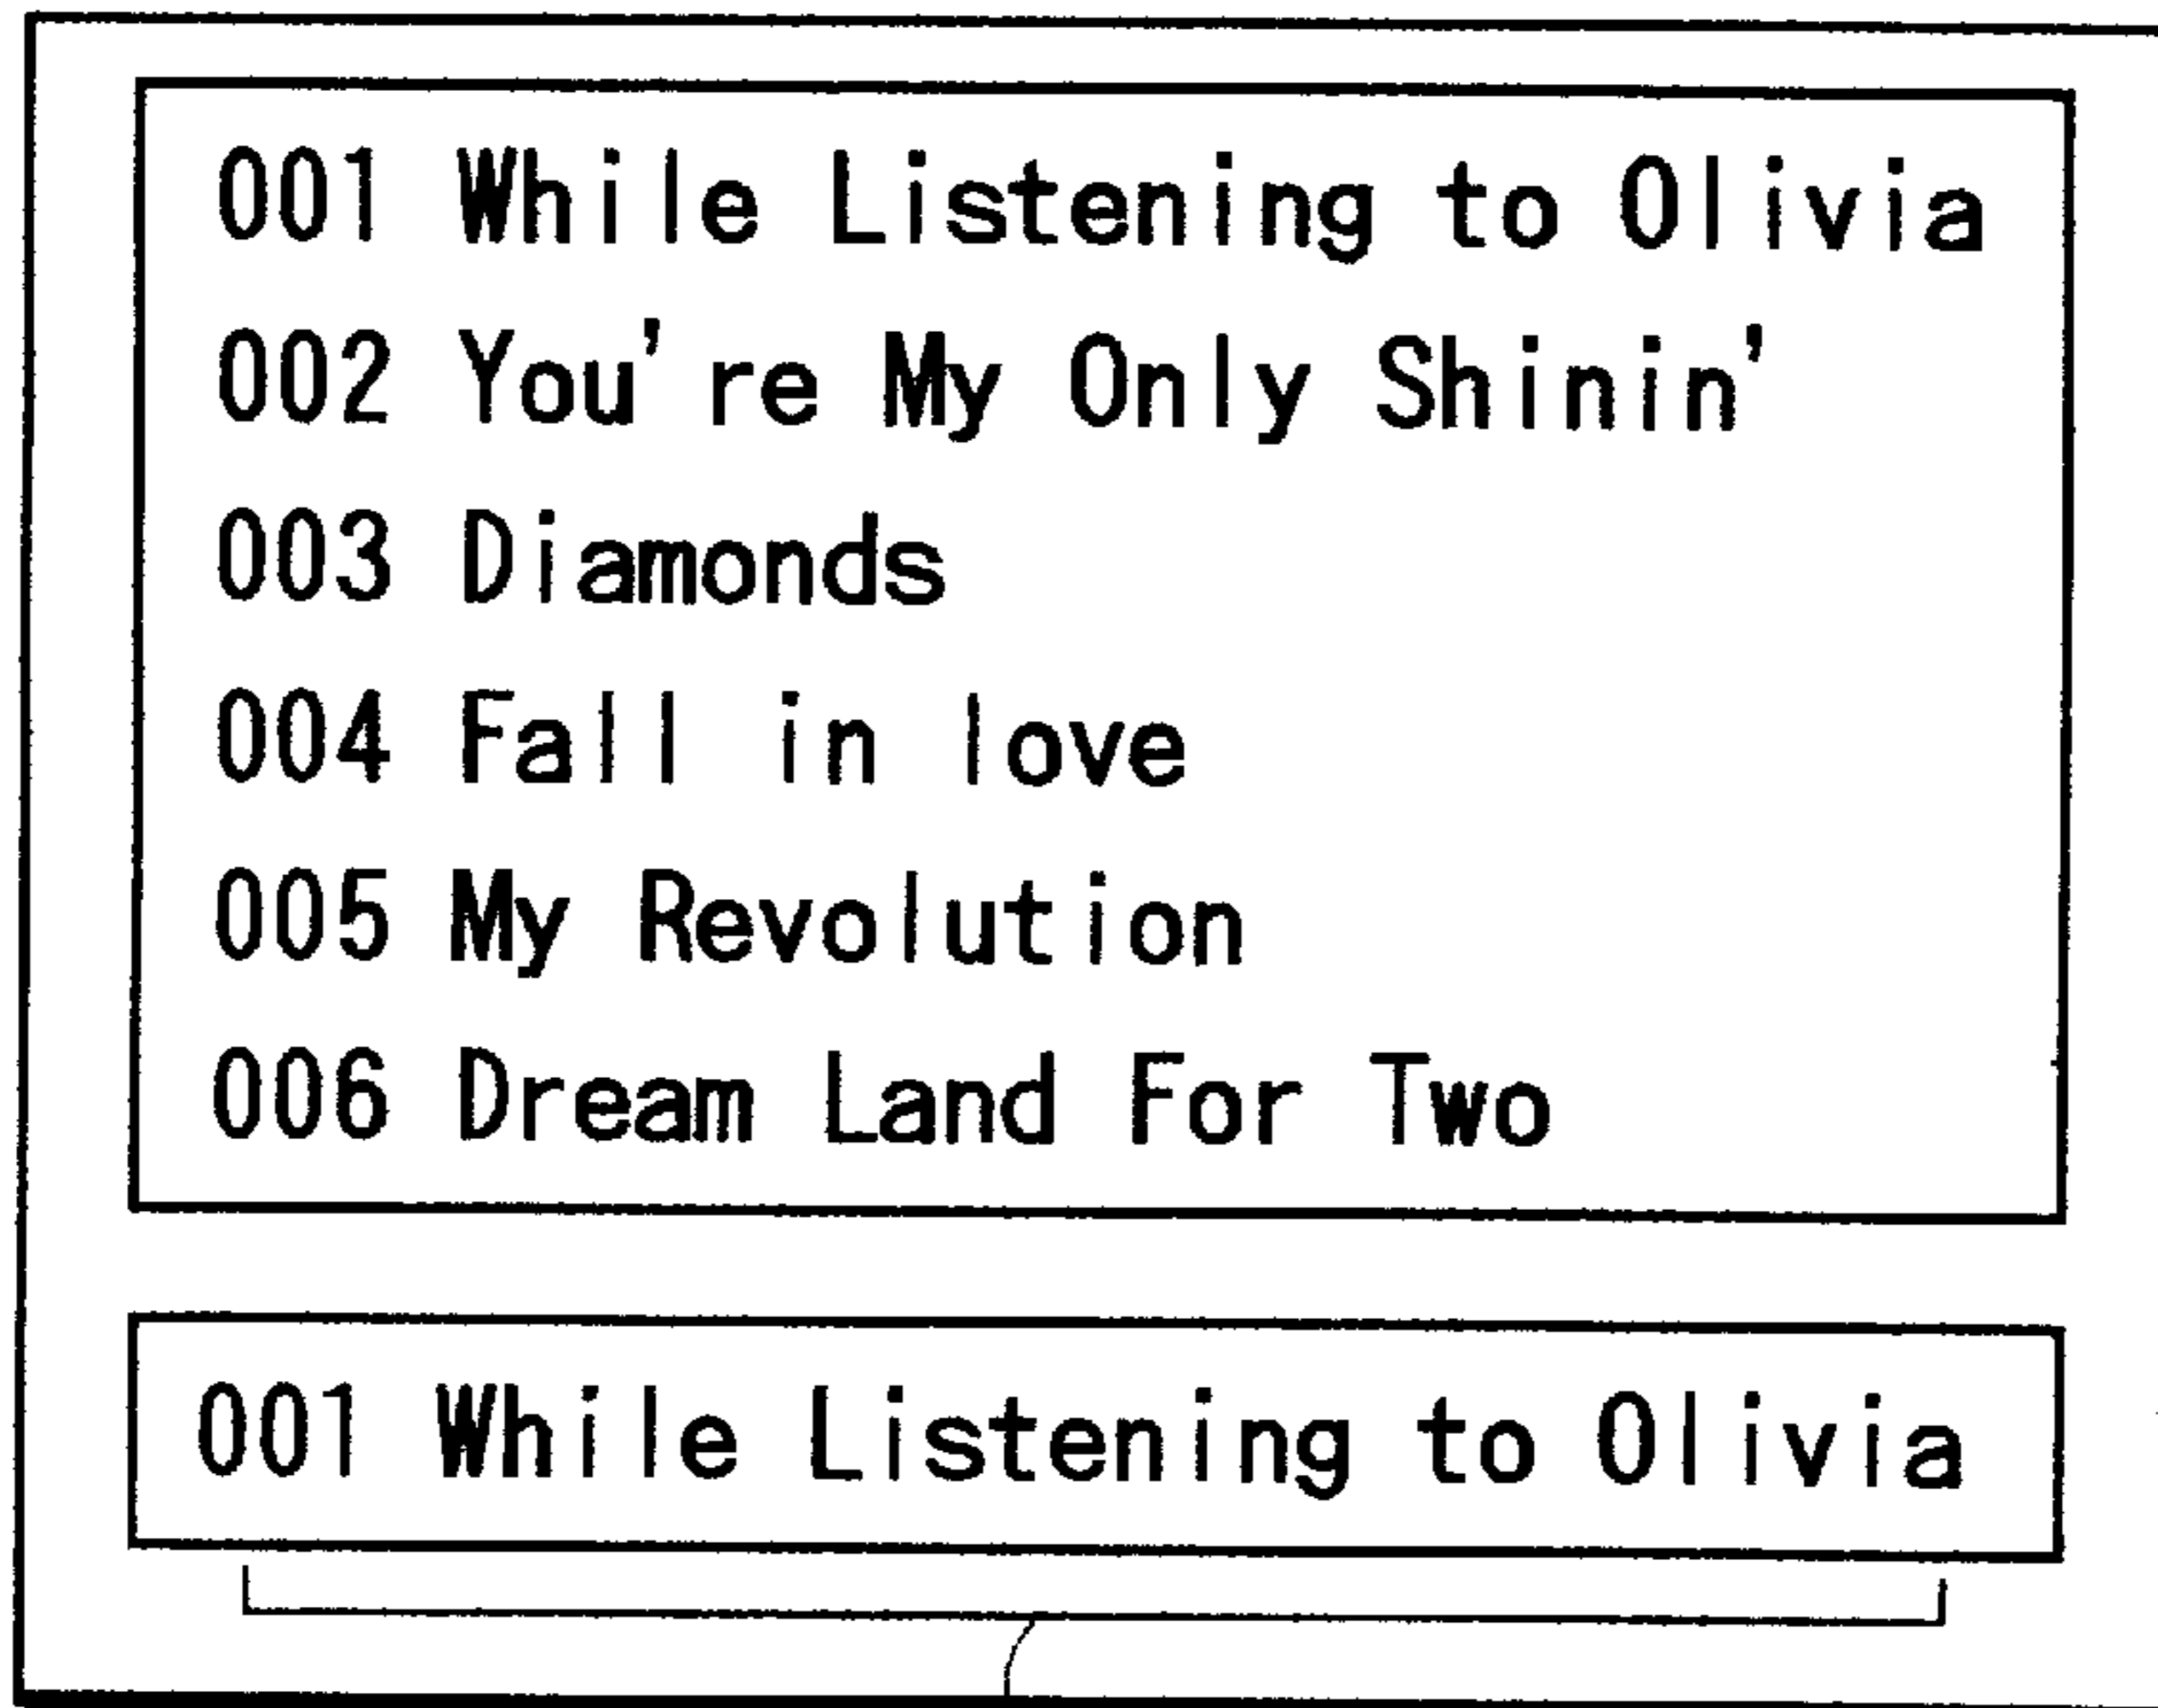 001 While Listening to Olivia
002 You're My Only Shinin'
003 Diamonds
004 Fall in love
005 My Revolution
006 Dream Land For Two
001 While Listening to Olivia